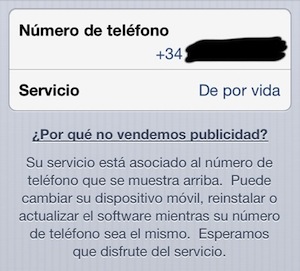 Número de teléfono
+34
Servicio De por vida
¿Por qué no vendemos publicidad?
Su servicio está asociado al número de
teléfono que se muestra arriba. Puede
cambiar su dispositivo móvil, reinstalar o
actualizar el software mientras su número
de teléfono sea el mismo. Esperamos
que disfrute del servicio.